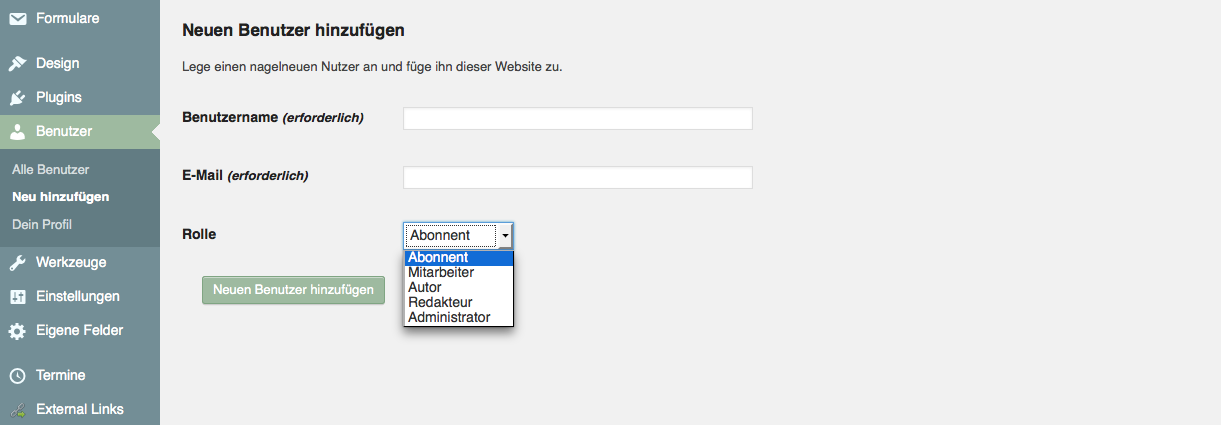 Formulare
Design
Plugins
Benutzer
Alle Benutzer
Neu hinzufügen
Dein Profil
Werkzeuge
Einstellungen
Eigene Felder
Termine
External Links
Neuen Benutzer hinzufügen
Lege einen nagelneuen Nutzer an und füge ihn dieser Website zu.
Benutzername (erforderlich)
E-Mail (erforderlich)
Rolle
Abonnent
Abonnent
Mitarbeiter
Autor
Redakteur
Administrator
Neuen Benutzer hinzufügen